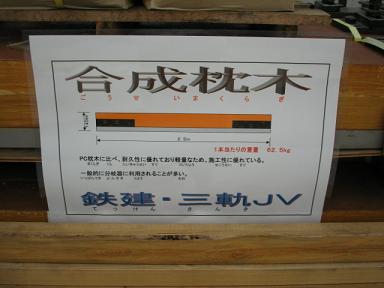 合成枕木
ごうせいまくらぎ
2.5m
1本当たりの重量　62.5kg
PC枕木に比べ、耐久性に優れており軽量なため、施工性に優れている。
一般的に分岐器に利用されることが多い。
鉄建・三軌JV
てっけん　さんき